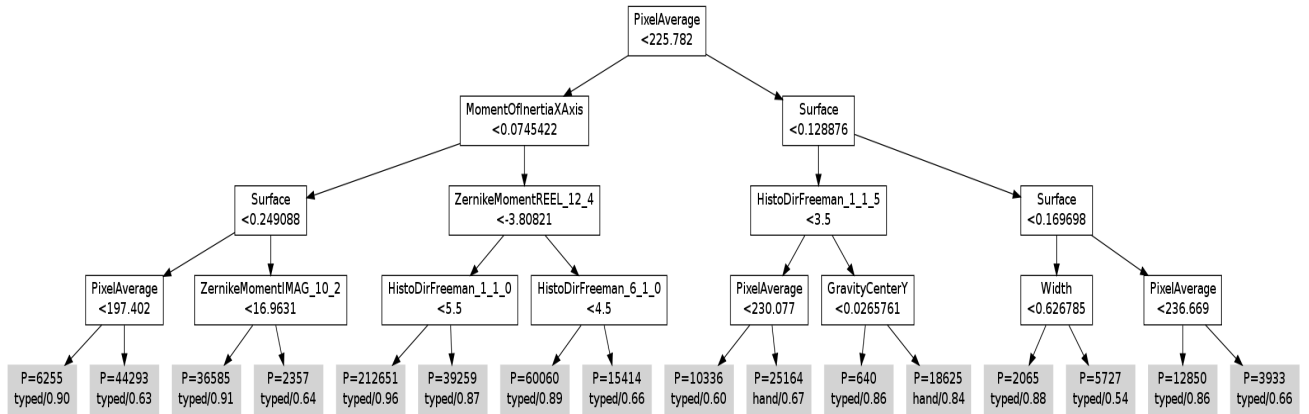 PixelAverage
<225.782
MomentOfInertiaXAxis
<0.0745422
Surface
<0.128876
Surface
<0.249088
ZernikeMomentREEL_12_4
<-3.80821
HistoDirFreeman_1_1_5
<3.5
Surface
<0.169698
PixelAverage
<197.402
ZernikeMomentIMAG_10_2
<16.9631
HistoDirFreeman_1_1_0
<5.5
HistoDirFreeman_6_1_0
<4.5
PixelAverage
<230.077
GravityCenterY
<0.0265761
Width
<0.626785
PixelAverage
<236.669
P=6255
typed/0.90
P=44293
typed/0.63
P=36585
typed/0.91
P=2357
typed/0.64
P=212651
typed/0.96
P=39259
typed/0.87
P=60060
typed/0.89
P=15414
typed/0.66
P=10336
typed/0.60
P=25164
hand/0.67
P=640
typed/0.86
P=18625
hand/0.84
P=2065
typed/0.88
P=5727
typed/0.54
P=12850
typed/0.86
P=3933
typed/0.66